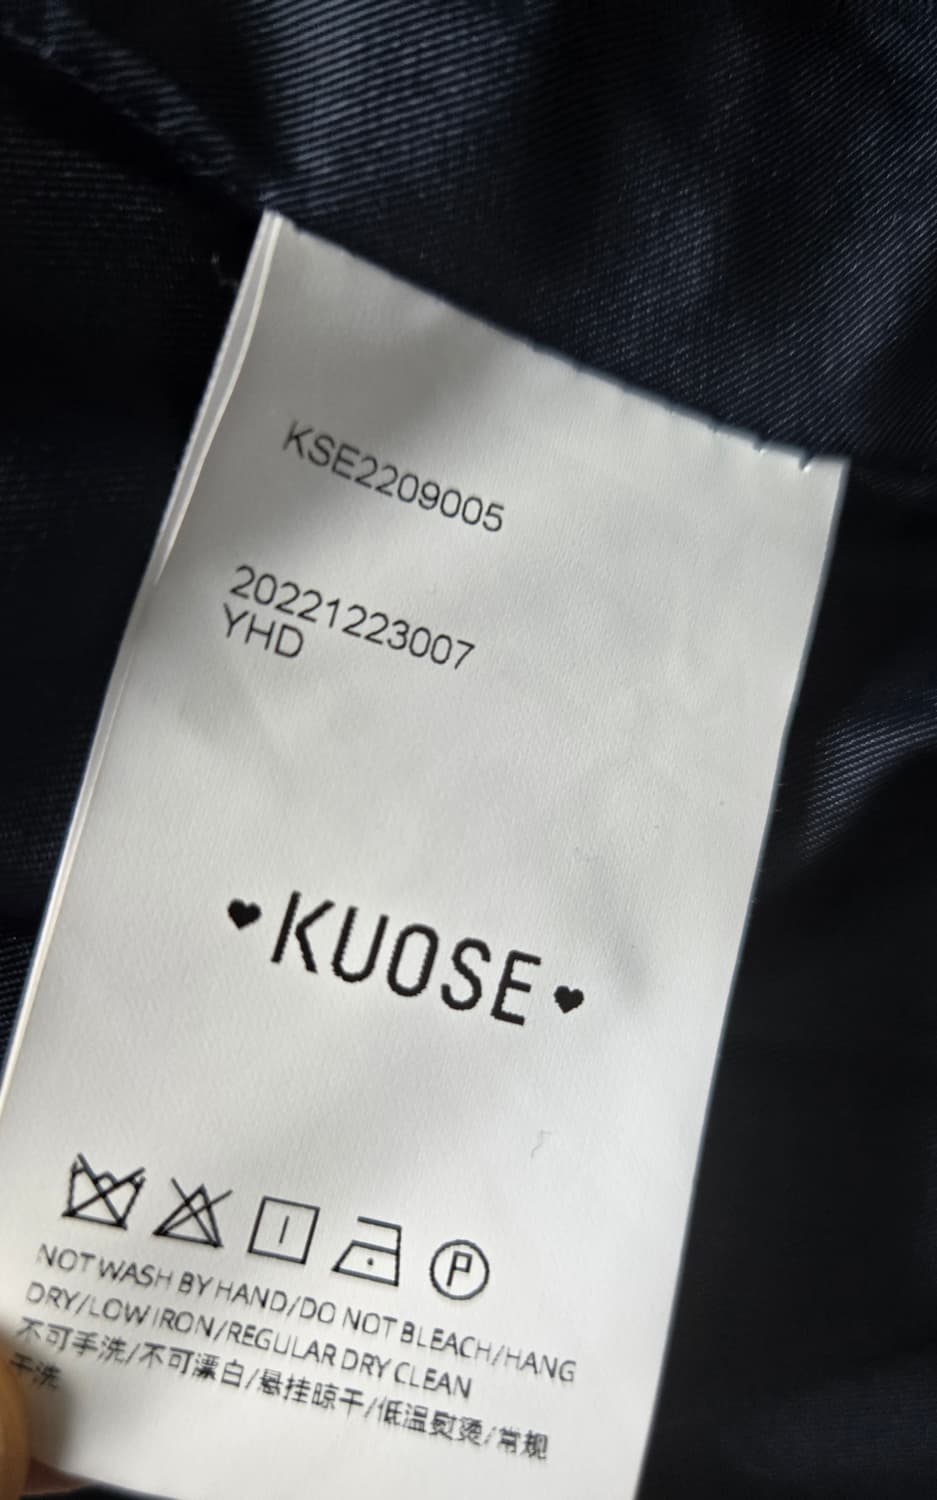 KSE2209005
20221223007
YHD
KUOSE
NOT WASH BY HAND/DO NOT BLEACH/HANG
DRY/LOW IRON/REGULAR DRY CLEAN
不可手洗/不可漂白/悬挂晾干/低温熨烫/常规
干洗